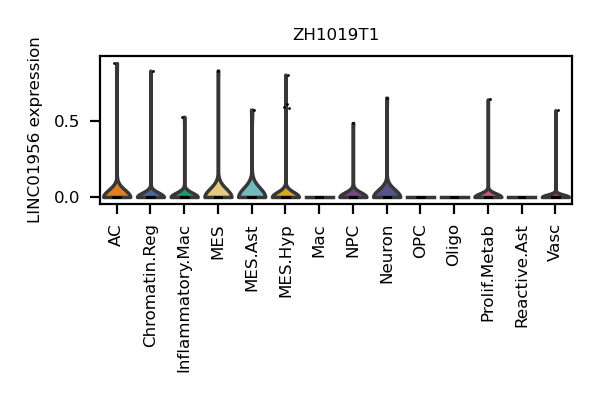 ZH1019T1
LINC01956 expression
0.5
0.0
AC
Chromatin.Reg
Inflammatory.Mac
MES
MES.Ast
MES.Hyp
Mac
NPC
Neuron
OPC
Oligo
Prolif.Metab
Reactive.Ast
Vasc